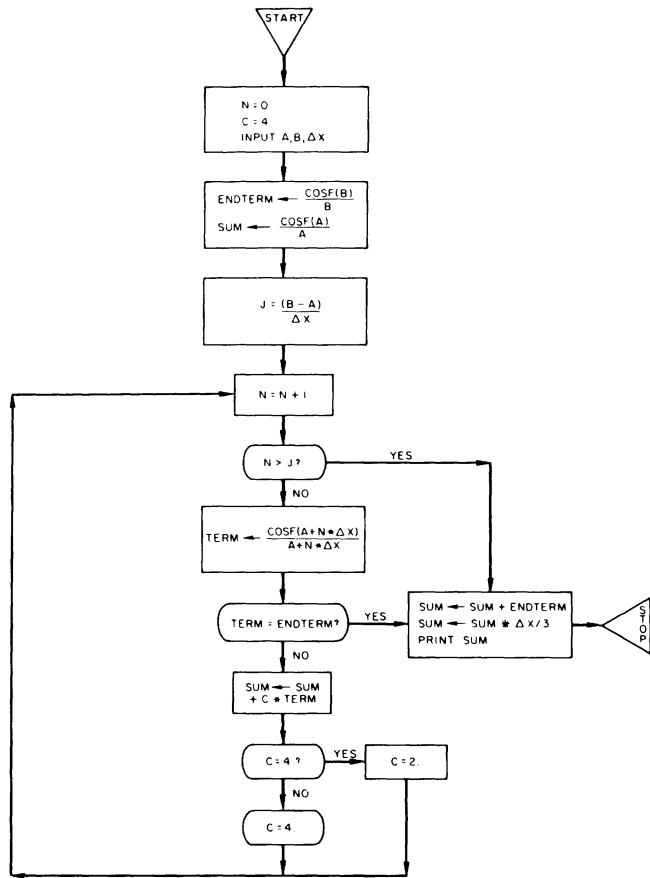 START
N=0
C=4
INPUT A,B,ΔX
ENDTERM ← COSF(B)
B
SUM ← COSF(A)
A
J = (B-A)
ΔX
N = N + 1
N > J?
YES
NO
TERM ← COSF(A+N*ΔX)
A+N*ΔX
TERM = ENDTERM?
YES
SUM ← SUM + ENDTERM
SUM ← SUM * ΔX/3
PRINT SUM
STOP
NO
SUM ← SUM
+ C * TERM
C=4.?
YES
C=2.
NO
C=4.